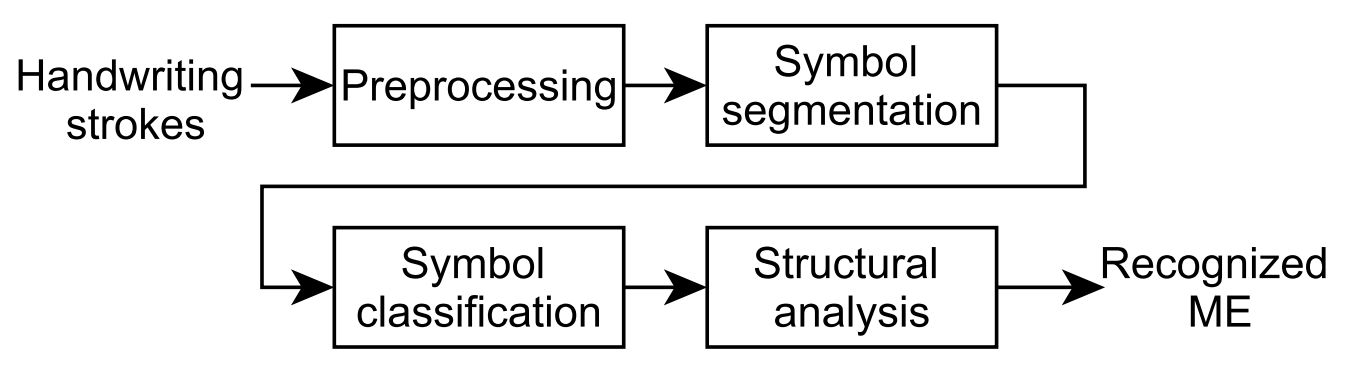 Handwriting
strokes
Preprocessing
Symbol
segmentation
Symbol
classification
Structural
analysis
Recognized
ME